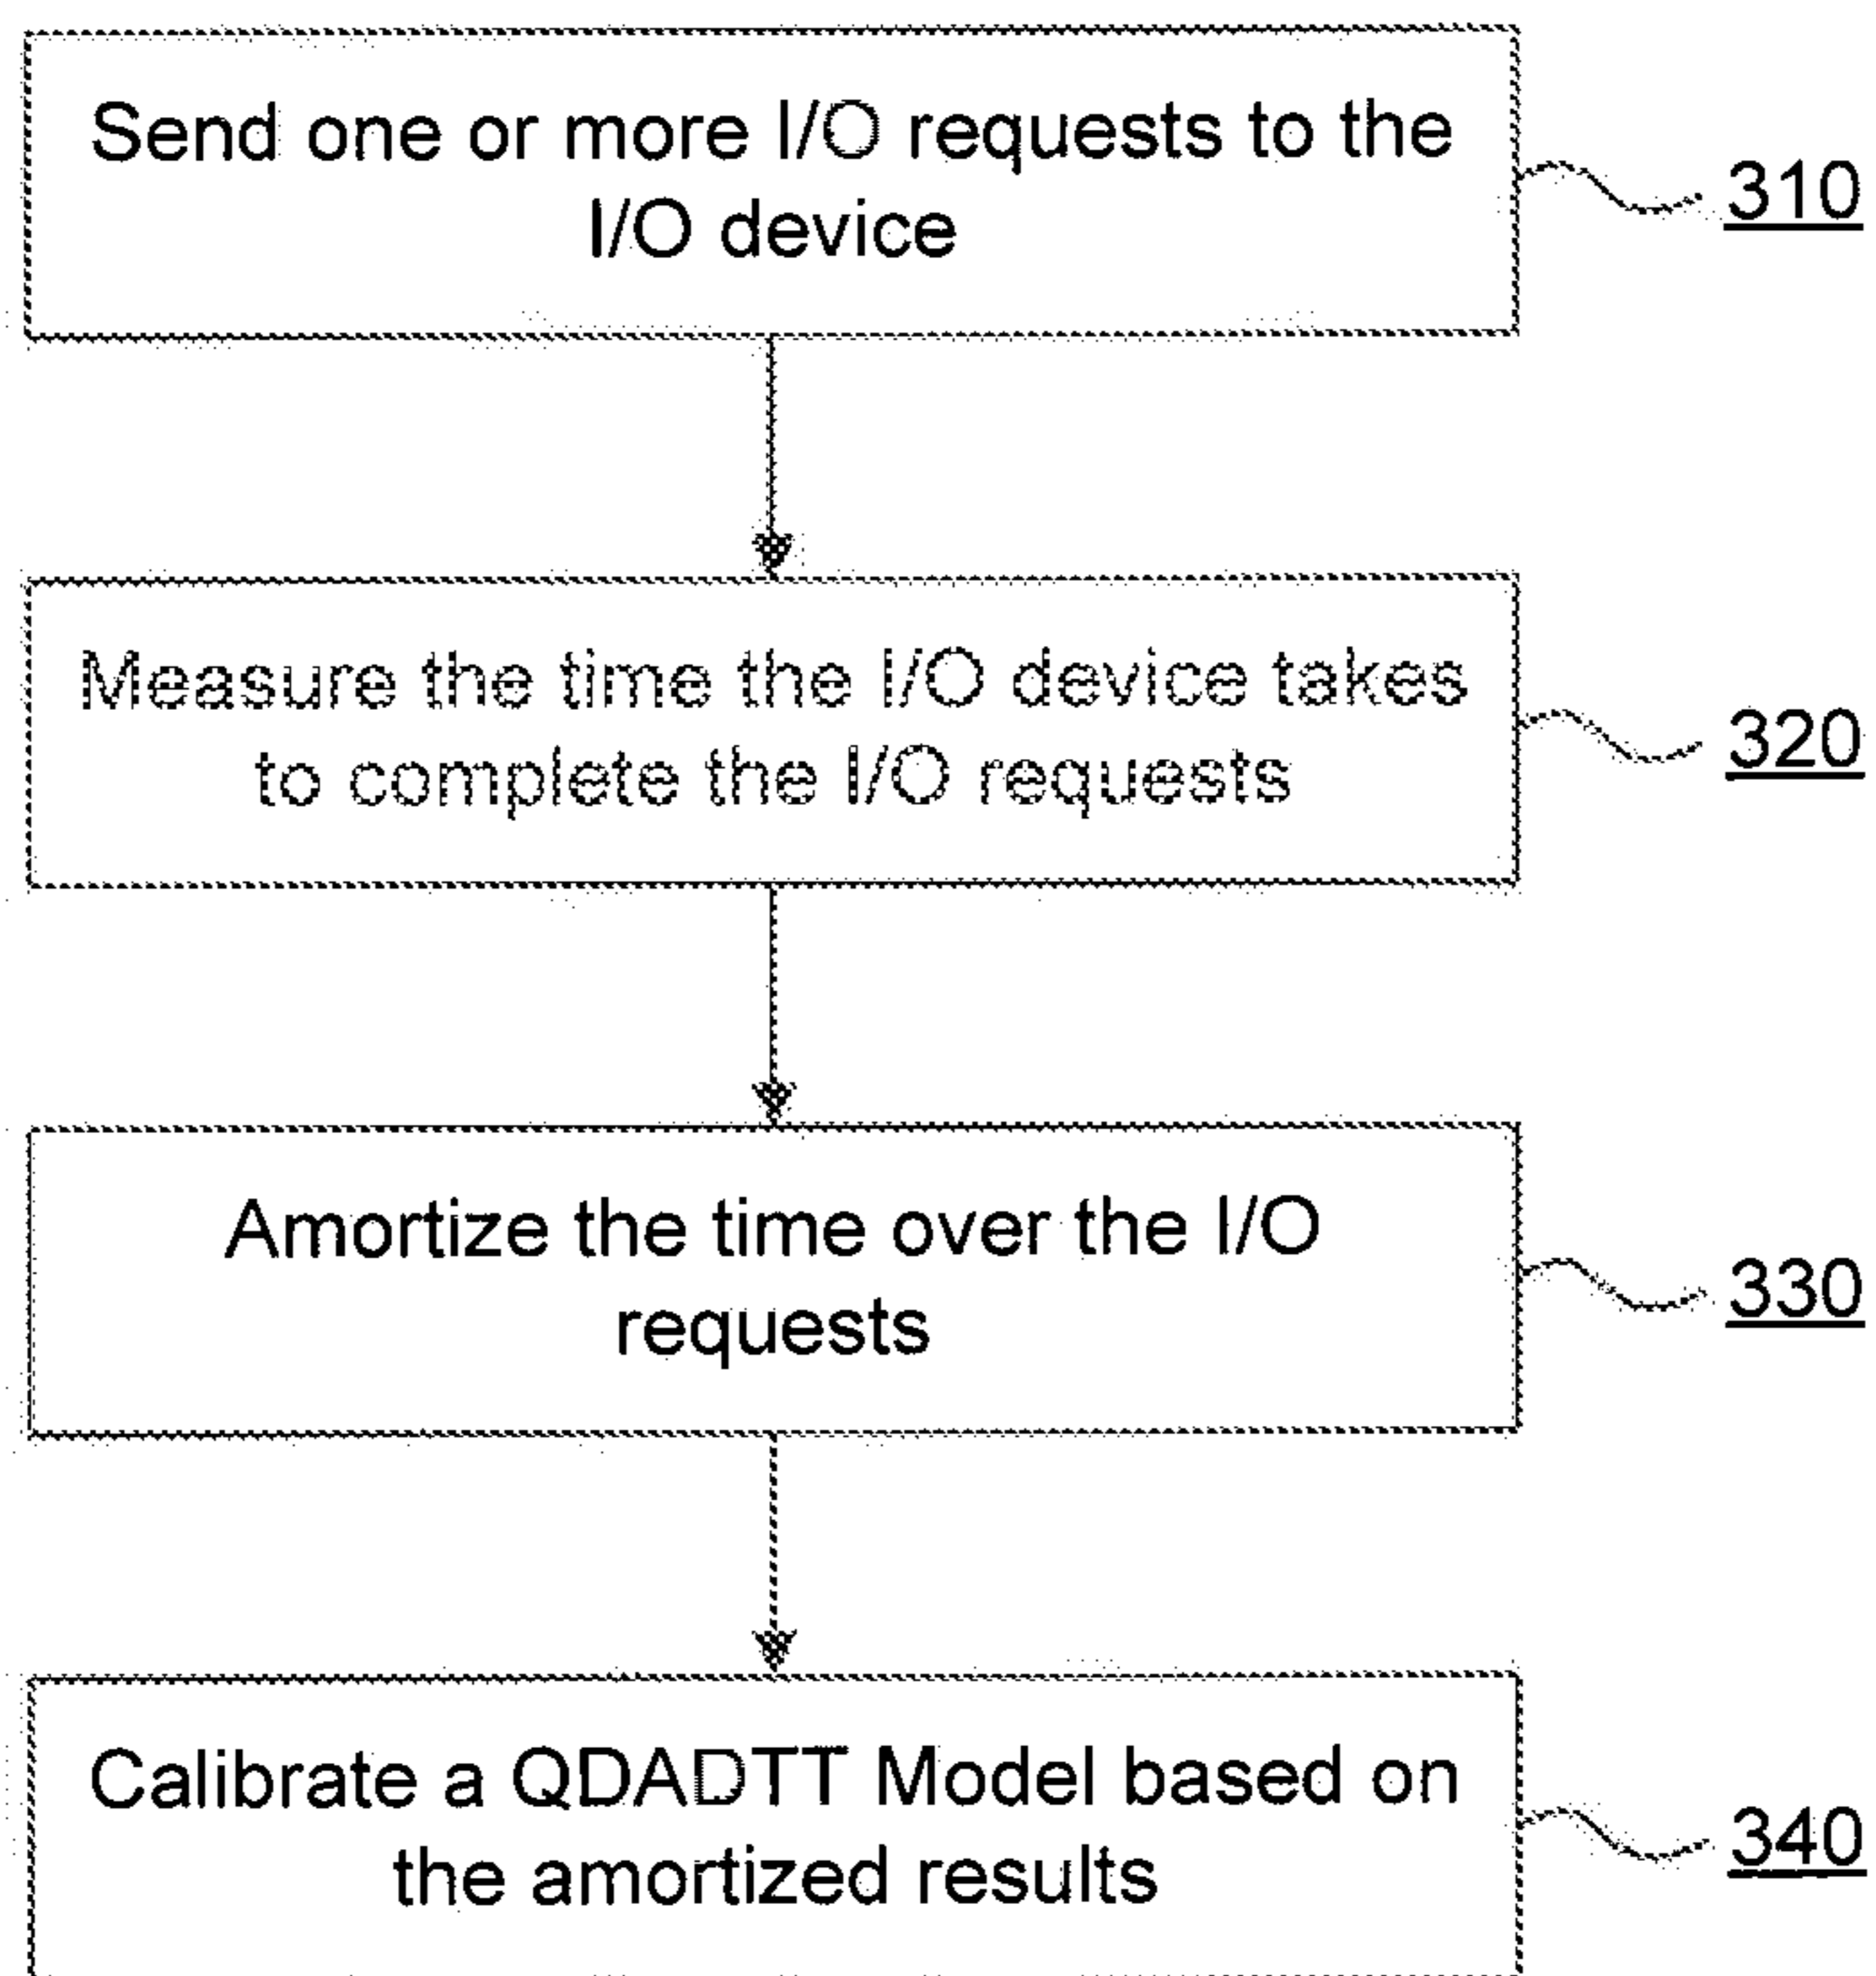 Send one or more I/O requests to the
I/O device
310
Measure the time the I/O device takes
to complete the I/O requests
320
Amortize the time over the I/O
requests
330
Calibrate a QDADTT Model based on
the amortized results
340